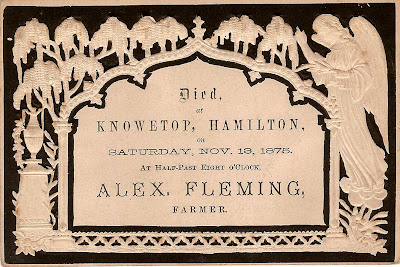 Died,
at
KNOWETOP, HAMILTON,
on
SATURDAY, NOV. 13, 1875.
AT HALF-PAST EIGHT O'CLOCK,
ALEX. FLEMING,
FARMER.